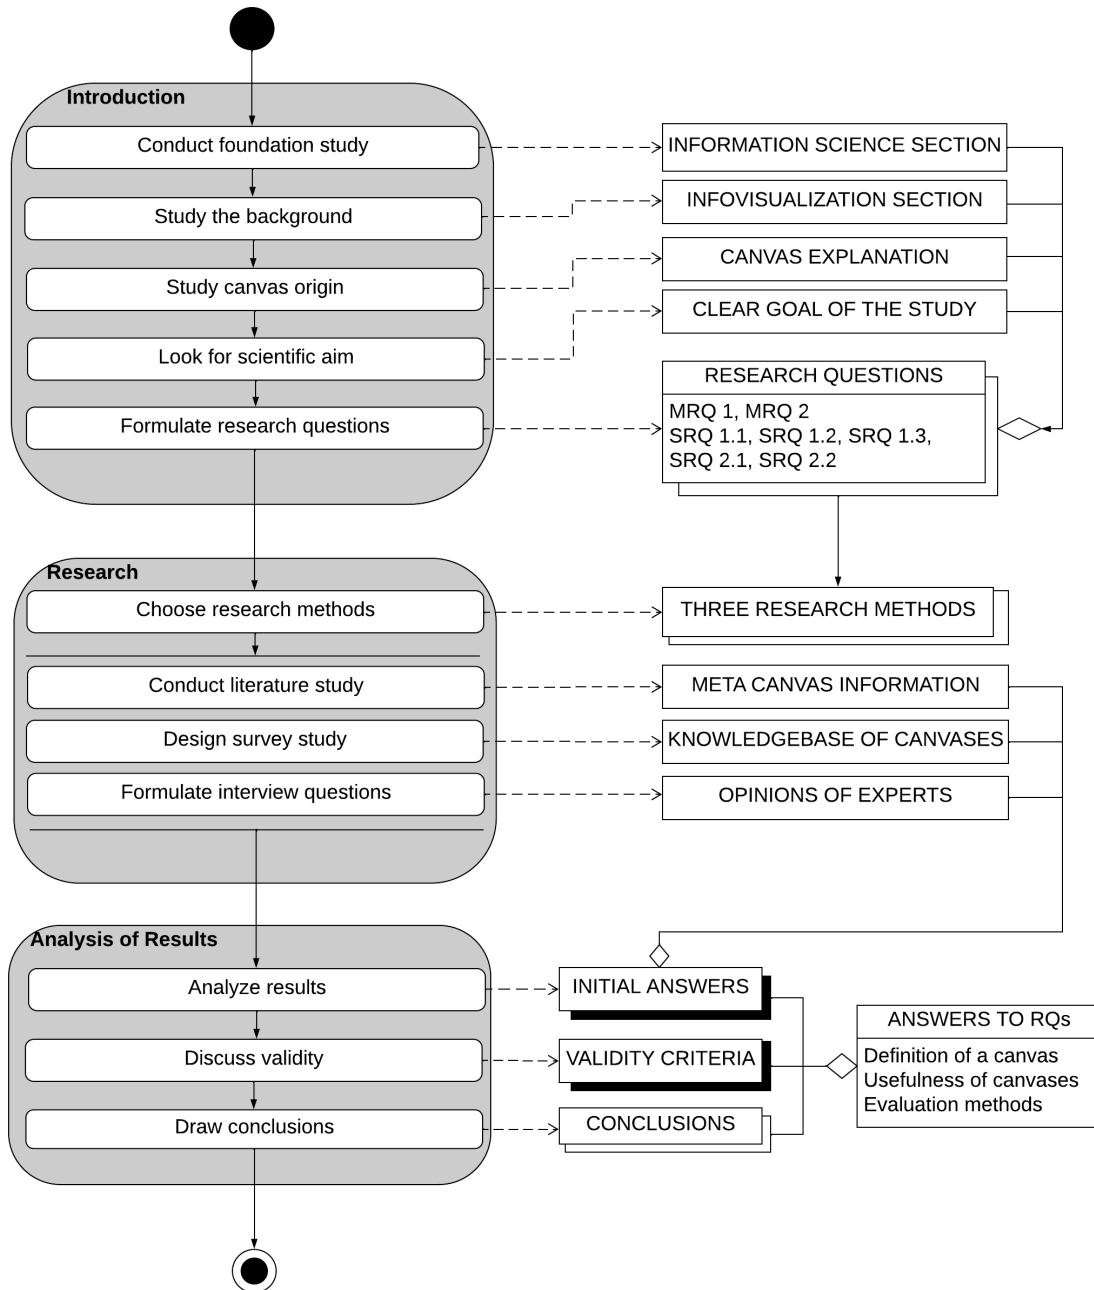 Introduction
Conduct foundation study
INFORMATION SCIENCE SECTION
Study the background
INFOVISUALIZATION SECTION
Study canvas origin
CANVAS EXPLANATION
Look for scientific aim
CLEAR GOAL OF THE STUDY
Formulate research questions
RESEARCH QUESTIONS
MRQ 1, MRQ 2
SRQ 1.1, SRQ 1.2, SRQ 1.3,
SRQ 2.1, SRQ 2.2
Research
Choose research methods
THREE RESEARCH METHODS
Conduct literature study
META CANVAS INFORMATION
Design survey study
KNOWLEDGEBASE OF CANVASES
Formulate interview questions
OPINIONS OF EXPERTS
Analysis of Results
Analyze results
INITIAL ANSWERS
Discuss validity
VALIDITY CRITERIA
Draw conclusions
CONCLUSIONS
ANSWERS TO RQs
Definition of a canvas
Usefulness of canvases
Evaluation methods